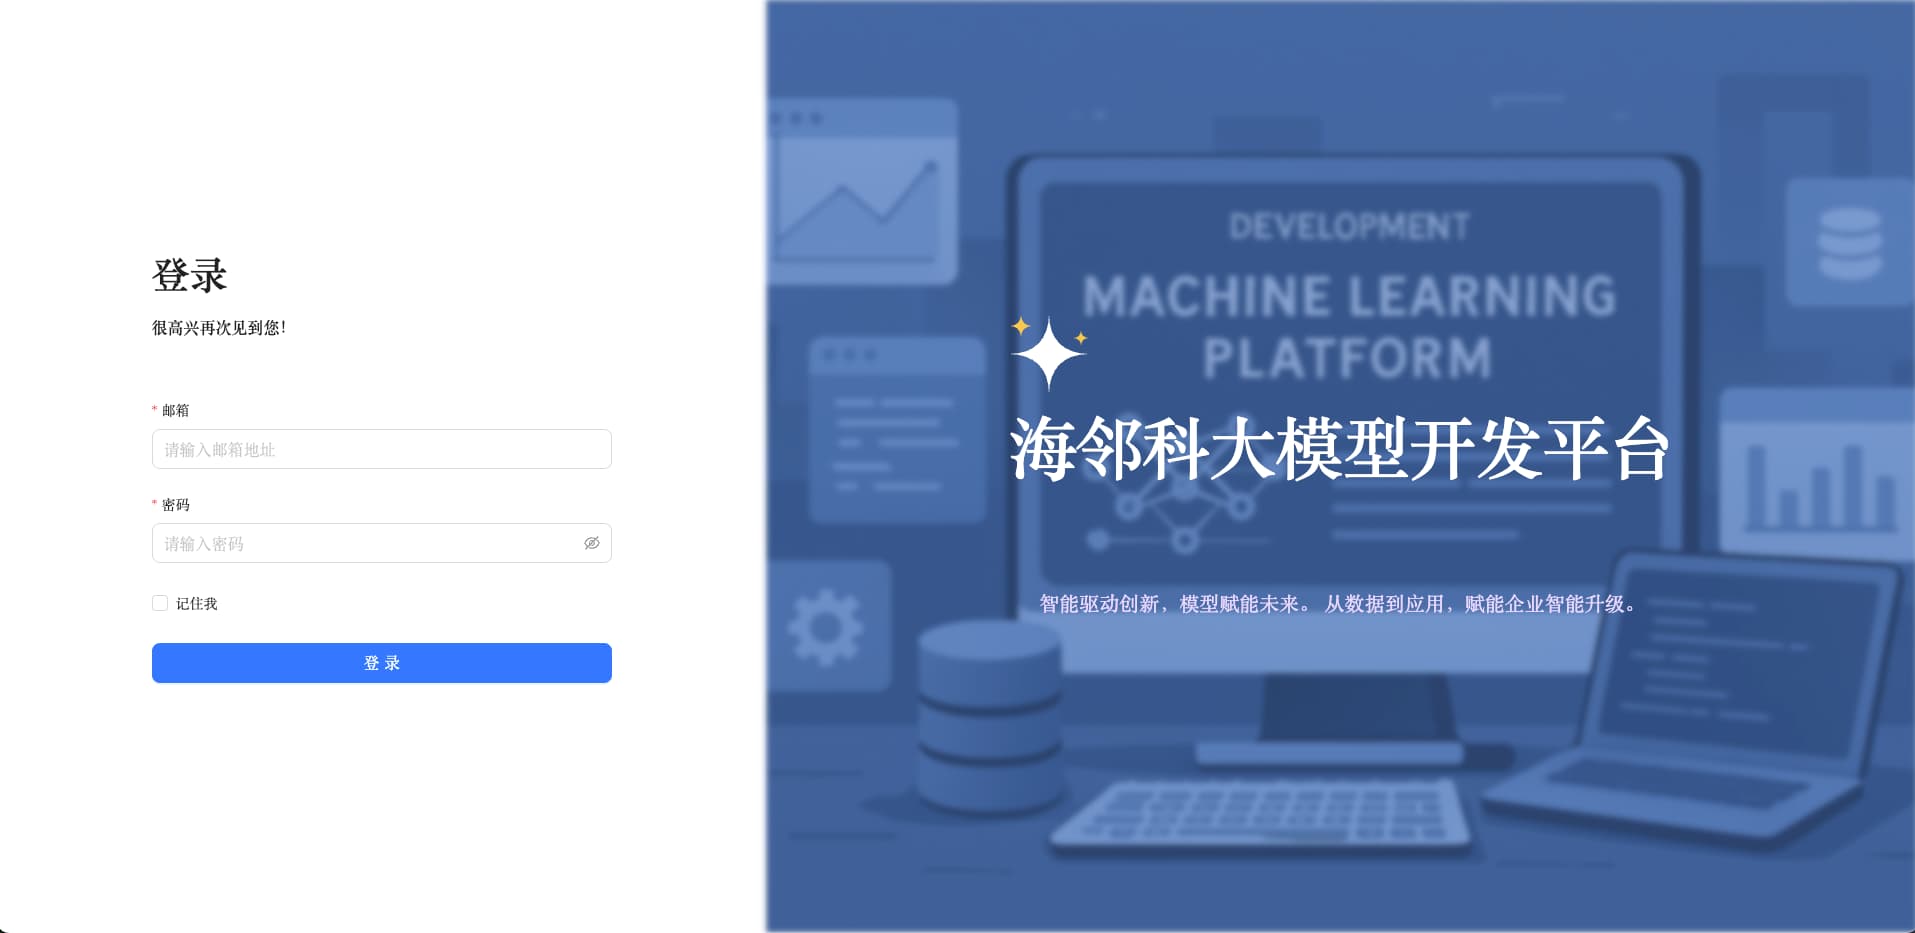 登录
很高兴再次见到您!
* 邮箱
请输入邮箱地址
* 密码
请输入密码
记住我
登 录
DEVELOPMENT
MACHINE LEARNING
PLATFORM
海邻科大模型开发平台
智能驱动创新，模型赋能未来。 从数据到应用，赋能企业智能升级。